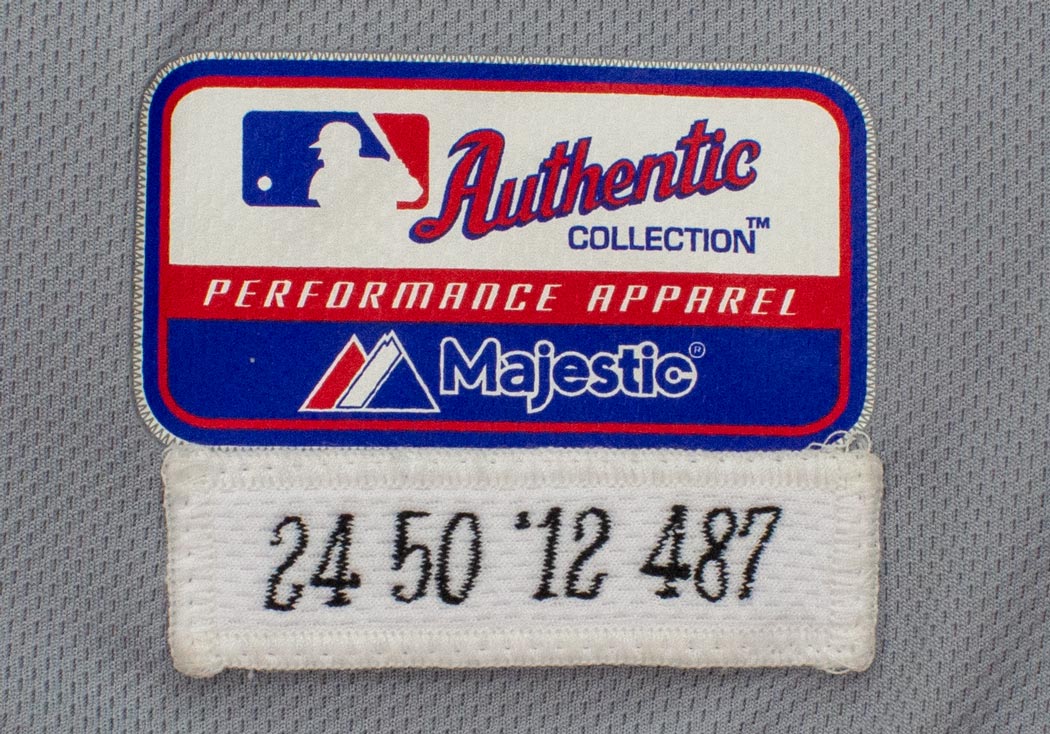 Authentic
COLLECTION™
PERFORMANCE APPAREL
Majestic®
24 50 '12 487